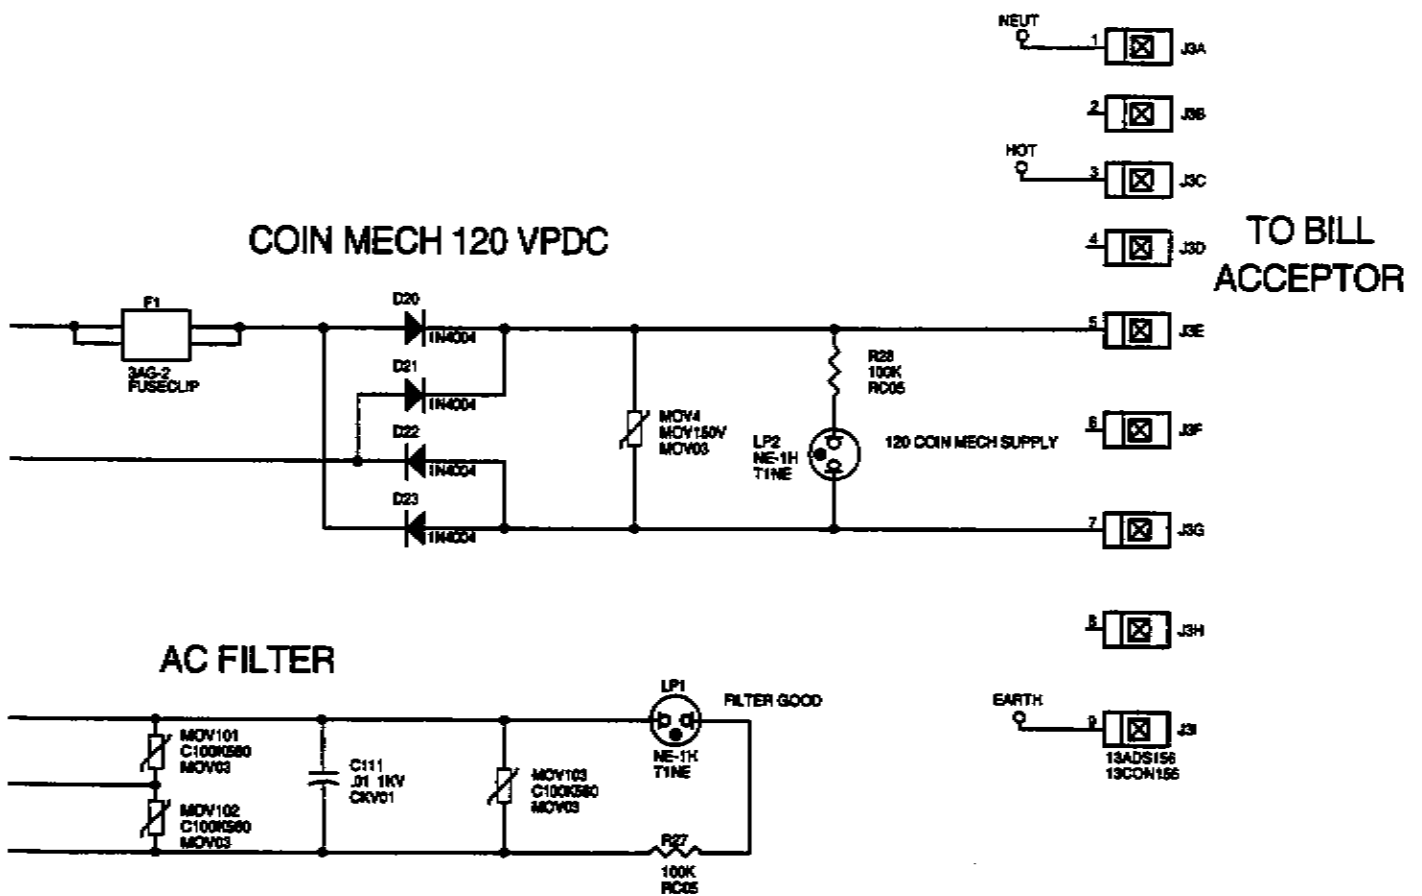 NEUT
1
J3A
2
J3B
HOT
3
J3C
COIN MECH 120 VPDC
4
J3D
TO BILL
ACCEPTOR
F1
3AG-2
FUSECLIP
D20
1N4004
5
J3E
D21
1N4004
R28
100K
RC05
MOV4
MOV150V
MOV03
D22
1N4004
LP2
NE-1H
T1NE
120 COIN MECH SUPPLY
6
J3F
D23
1N4004
7
J3G
8
J3H
AC FILTER
LP1
NE-1H
T1NE
FILTER GOOD
EARTH
9
J3I
13ADS156
13CON156
MOV101
C100K560
MOV03
C111
.01 1KV
CKV01
MOV103
C100K560
MOV03
MOV102
C100K560
MOV03
R27
100K
RC05